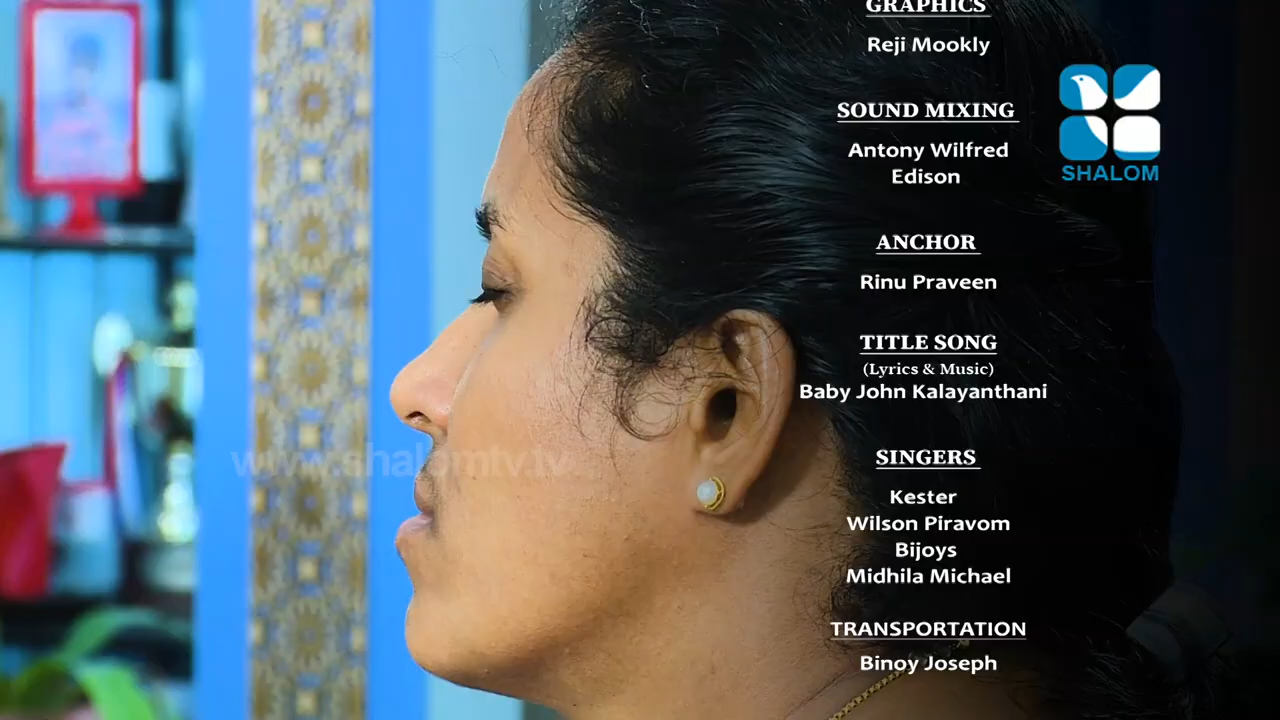 GRAPHICS
Reji Mookly
SOUND MIXING
Antony Wilfred
Edison
SHALOM
ANCHOR
Rinu Praveen
TITLE SONG
(Lyrics & Music)
Baby John Kalayanthani
www.shalomtv.tv
SINGERS
Kester
Wilson Piravom
Bijoys
Midhila Michael
TRANSPORTATION
Binoy Joseph